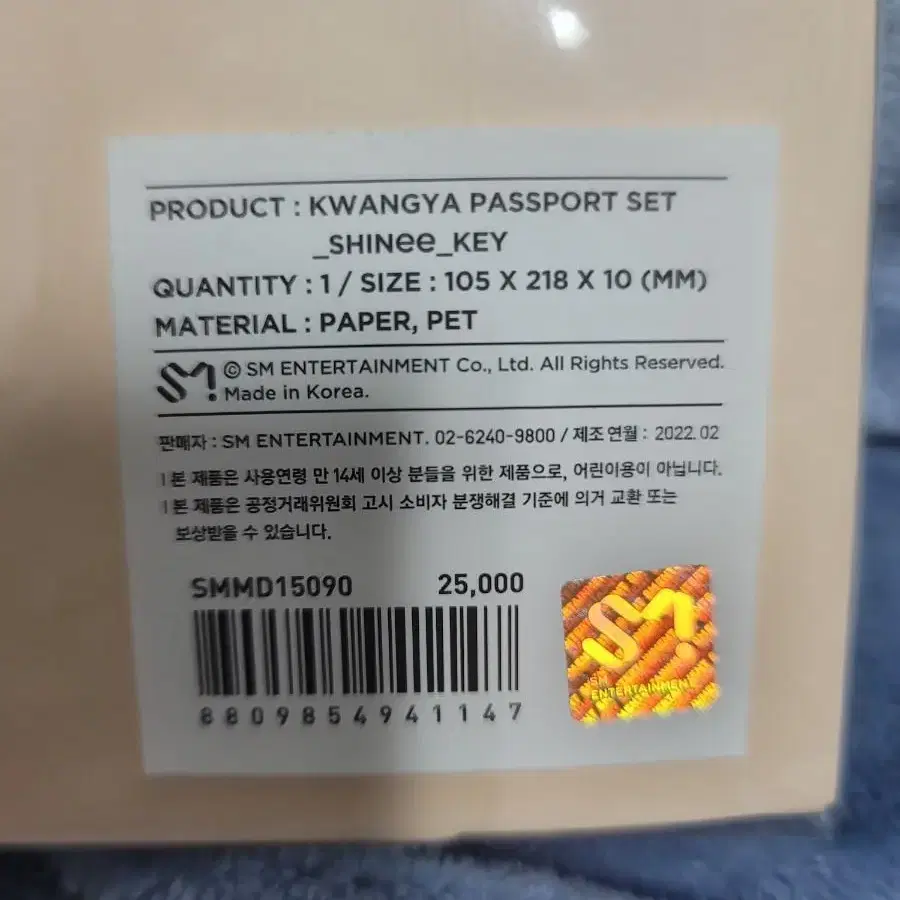 PRODUCT : KWANGYA PASSPORT SET
_SHINee_KEY
QUANTITY : 1 / SIZE : 105 X 218 X 10 (MM)
MATERIAL : PAPER, PET
SM
© SM ENTERTAINMENT Co., Ltd. All Rights Reserved.
Made in Korea.
판매자 : SM ENTERTAINMENT. 02-6240-9800 / 제조연월 : 2022.02
| 본 제품은 사용연령 만 14세 이상 분들을 위한 제품으로, 어린이용이 아닙니다.
| 본 제품은 공정거래위원회 고시 소비자 분쟁해결 기준에 의거 교환 또는
보상받을 수 있습니다.
SMMD15090 25,000
8809854941147
SM
SM
ENTERTAINMENT